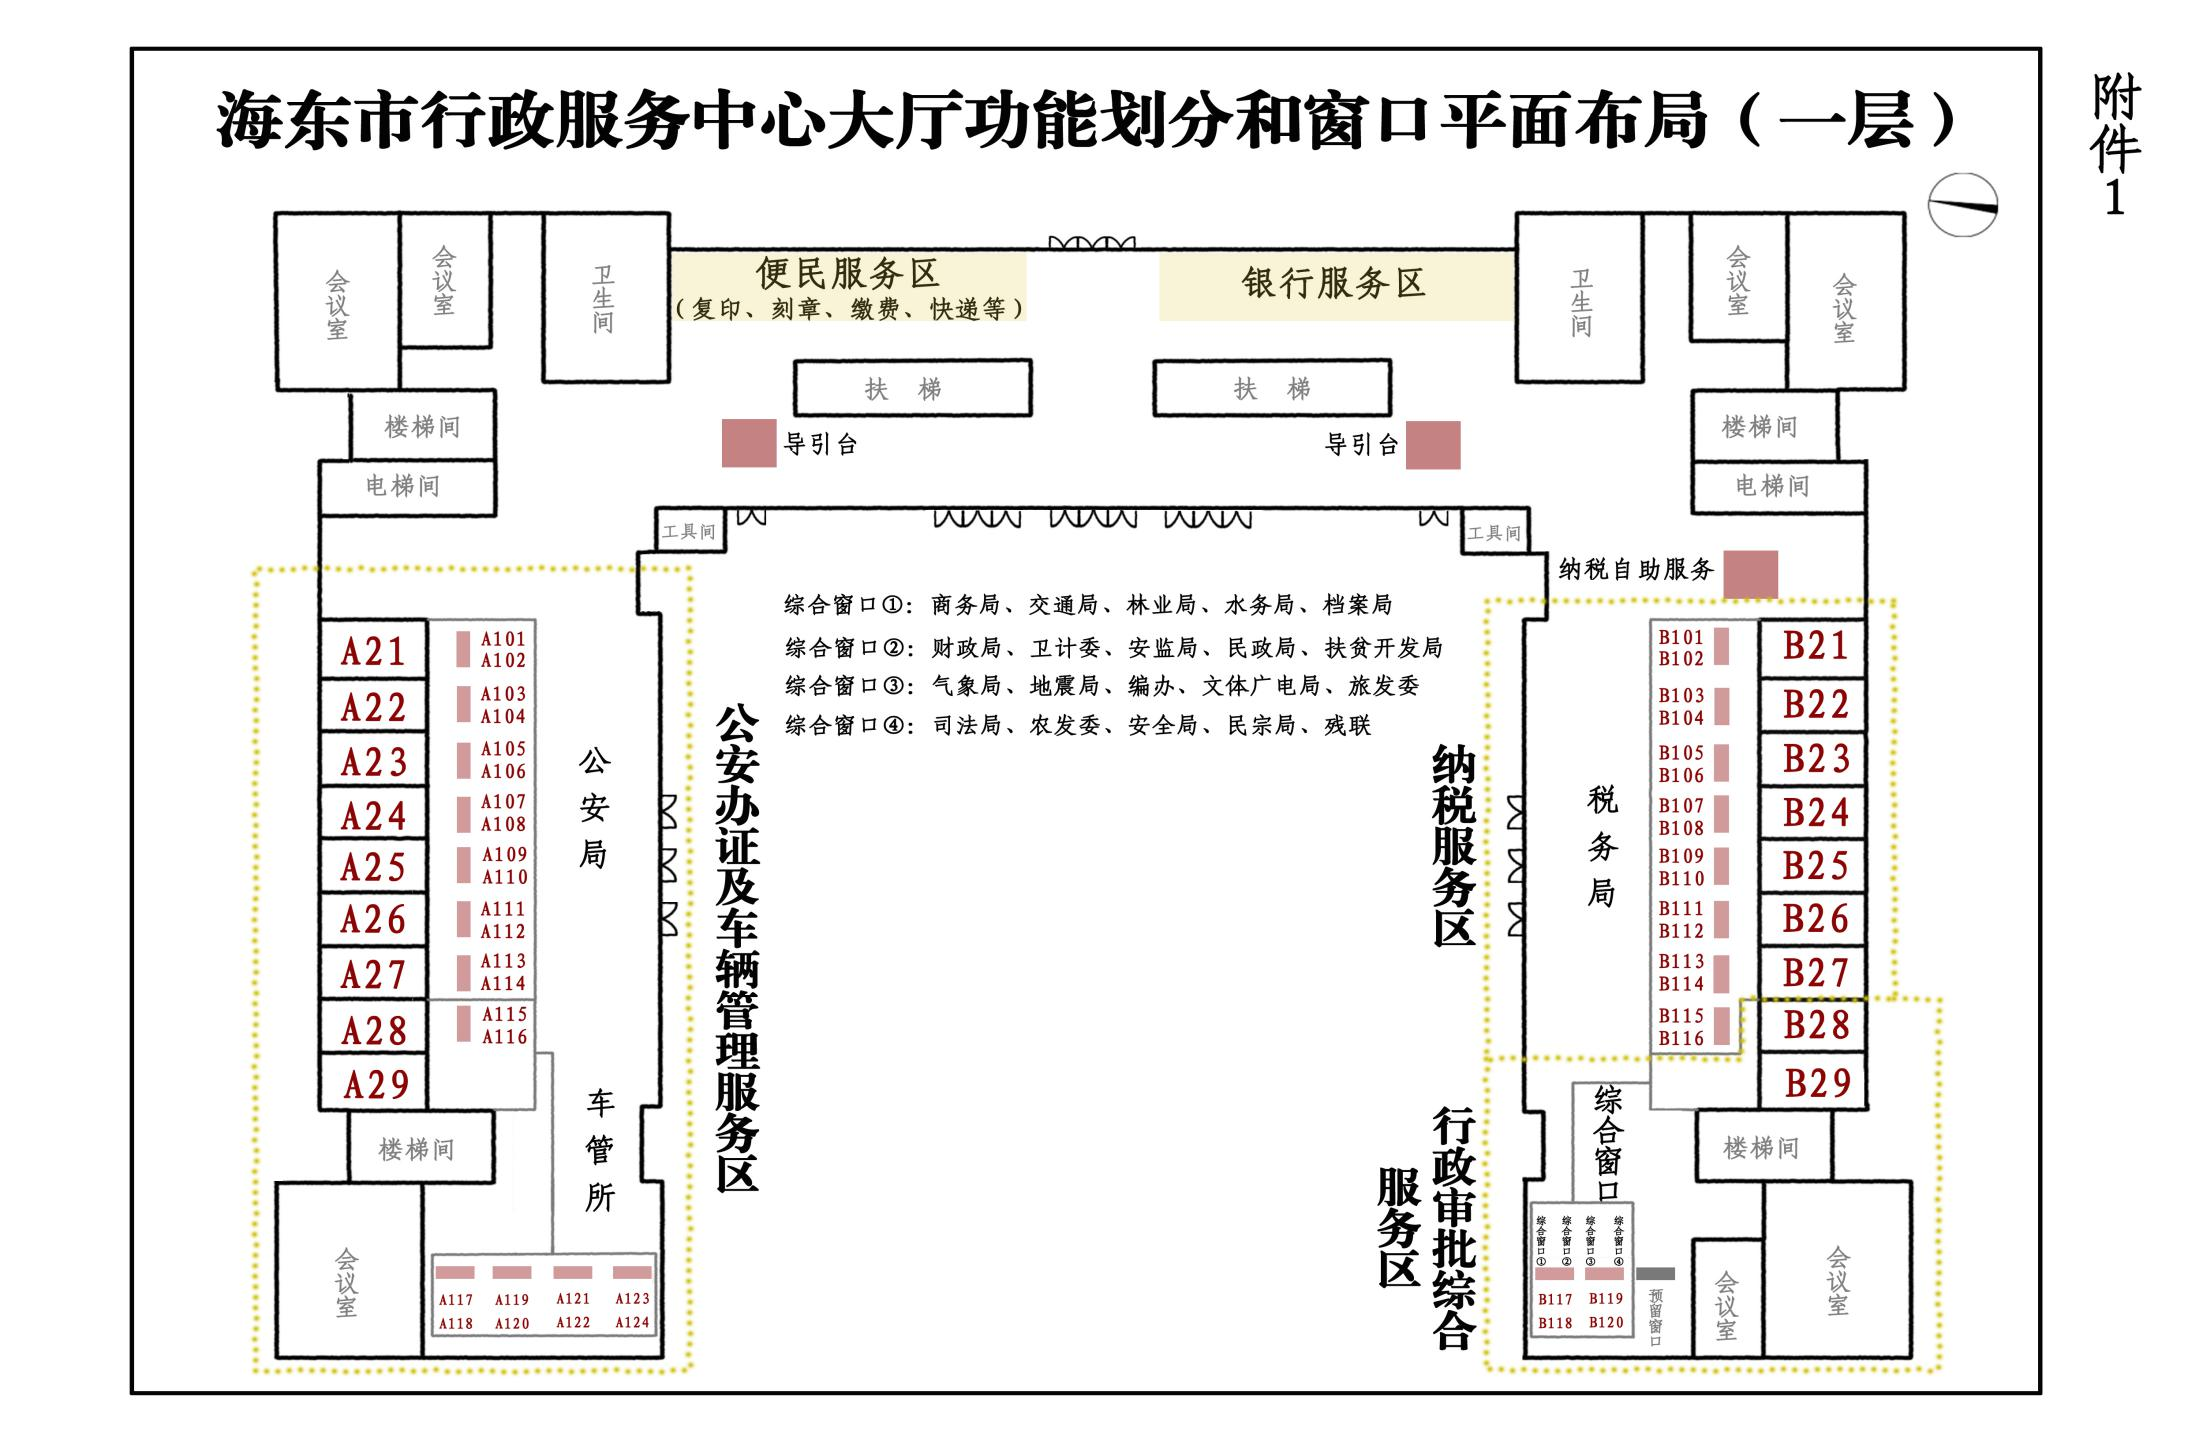 海东市行政服务中心大厅功能划分和窗口平面布局（一层）
附件1
会议室
会议室
卫生间
便民服务区
（复印、刻章、缴费、快递等）
银行服务区
卫生间
会议室
会议室
扶梯
扶梯
楼梯间
导引台
导引台
楼梯间
电梯间
电梯间
工具间
工具间
纳税自助服务
综合窗口①：商务局、交通局、林业局、水务局、档案局
综合窗口②：财政局、卫计委、安监局、民政局、扶贫开发局
综合窗口③：气象局、地震局、编办、文体广电局、旅发委
综合窗口④：司法局、农发委、安全局、民宗局、残联
A21
A22
A23
A24
A25
A26
A27
A28
A29
A101
A102
A103
A104
A105
A106
A107
A108
A109
A110
A111
A112
A113
A114
A115
A116
公安局
车管所
公安办证及车辆管理服务区
楼梯间
会议室
A117
A118
A119
A120
A121
A122
A123
A124
纳税服务区
税务局
B101
B102
B103
B104
B105
B106
B107
B108
B109
B110
B111
B112
B113
B114
B115
B116
B21
B22
B23
B24
B25
B26
B27
B28
B29
行政审批综合
服务区
综合窗口
楼梯间
综合窗口①
综合窗口②
综合窗口③
综合窗口④
B117
B118
B119
B120
预留窗口
会议室
会议室